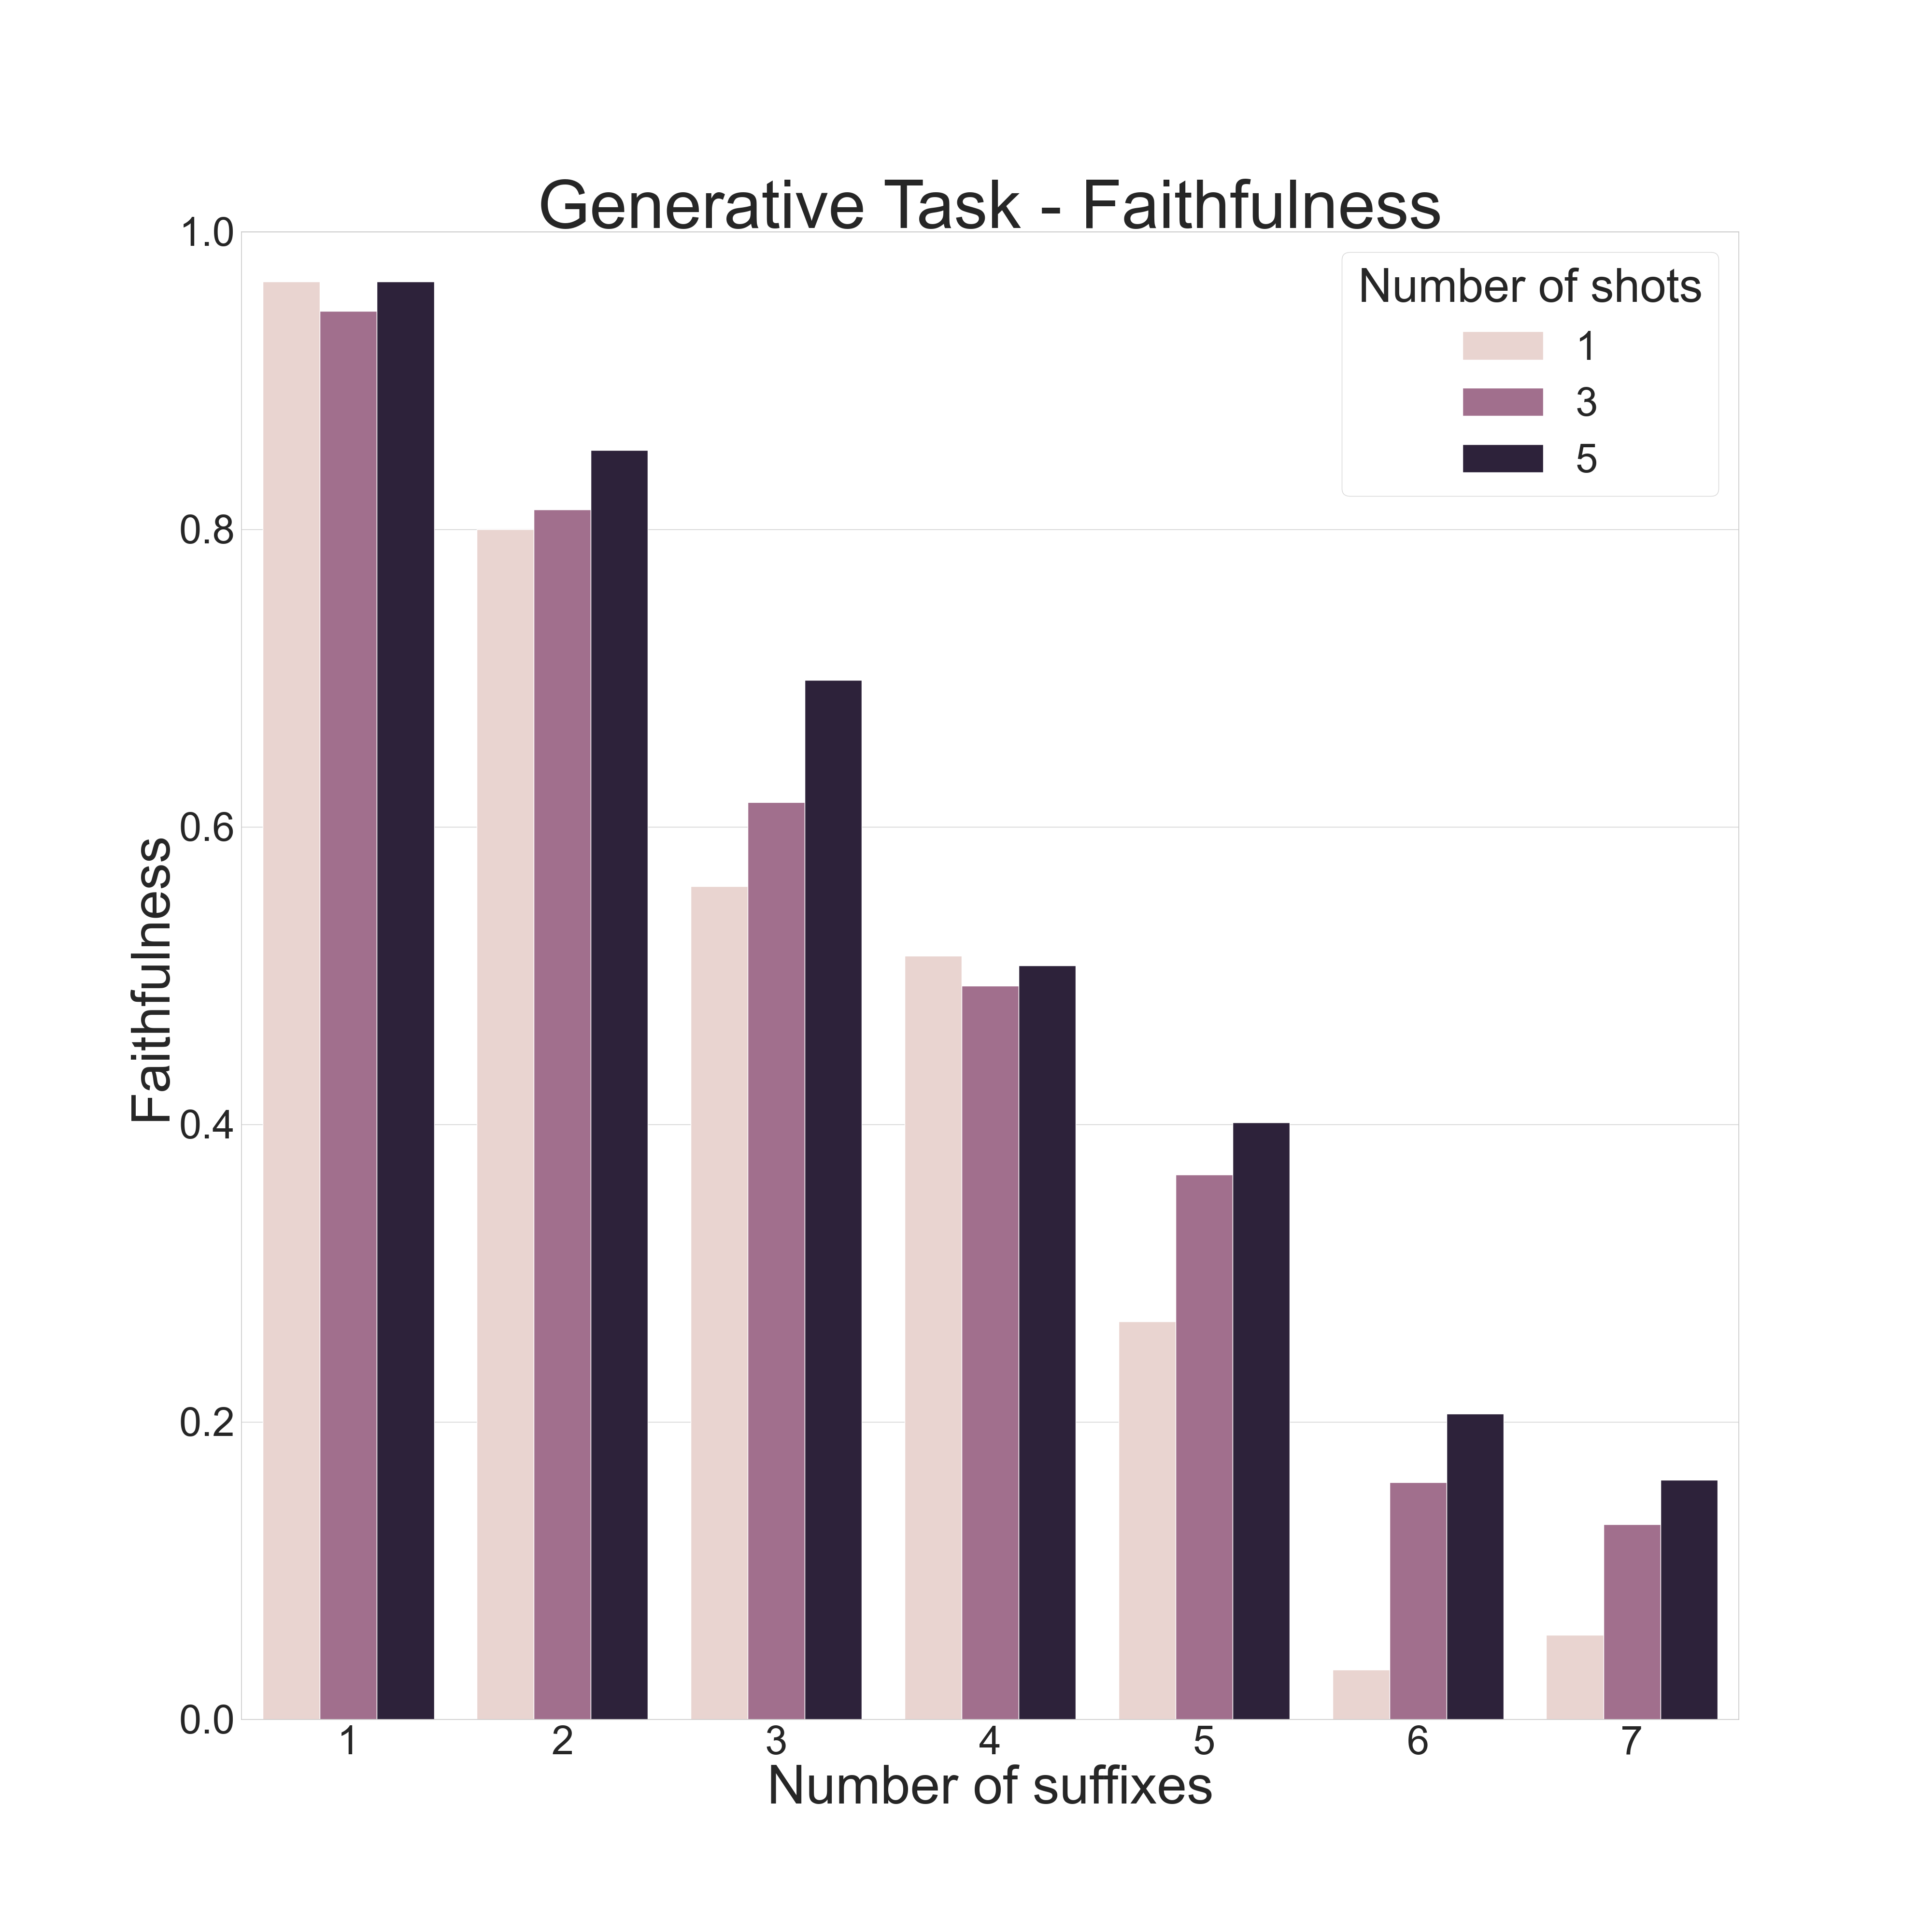 Generative Task - Faithfulness
Number of shots
1
3
5
1.0
0.8
0.6
0.4
0.2
0.0
Faithfulness
1 2 3 4 5 6 7
Number of suffixes